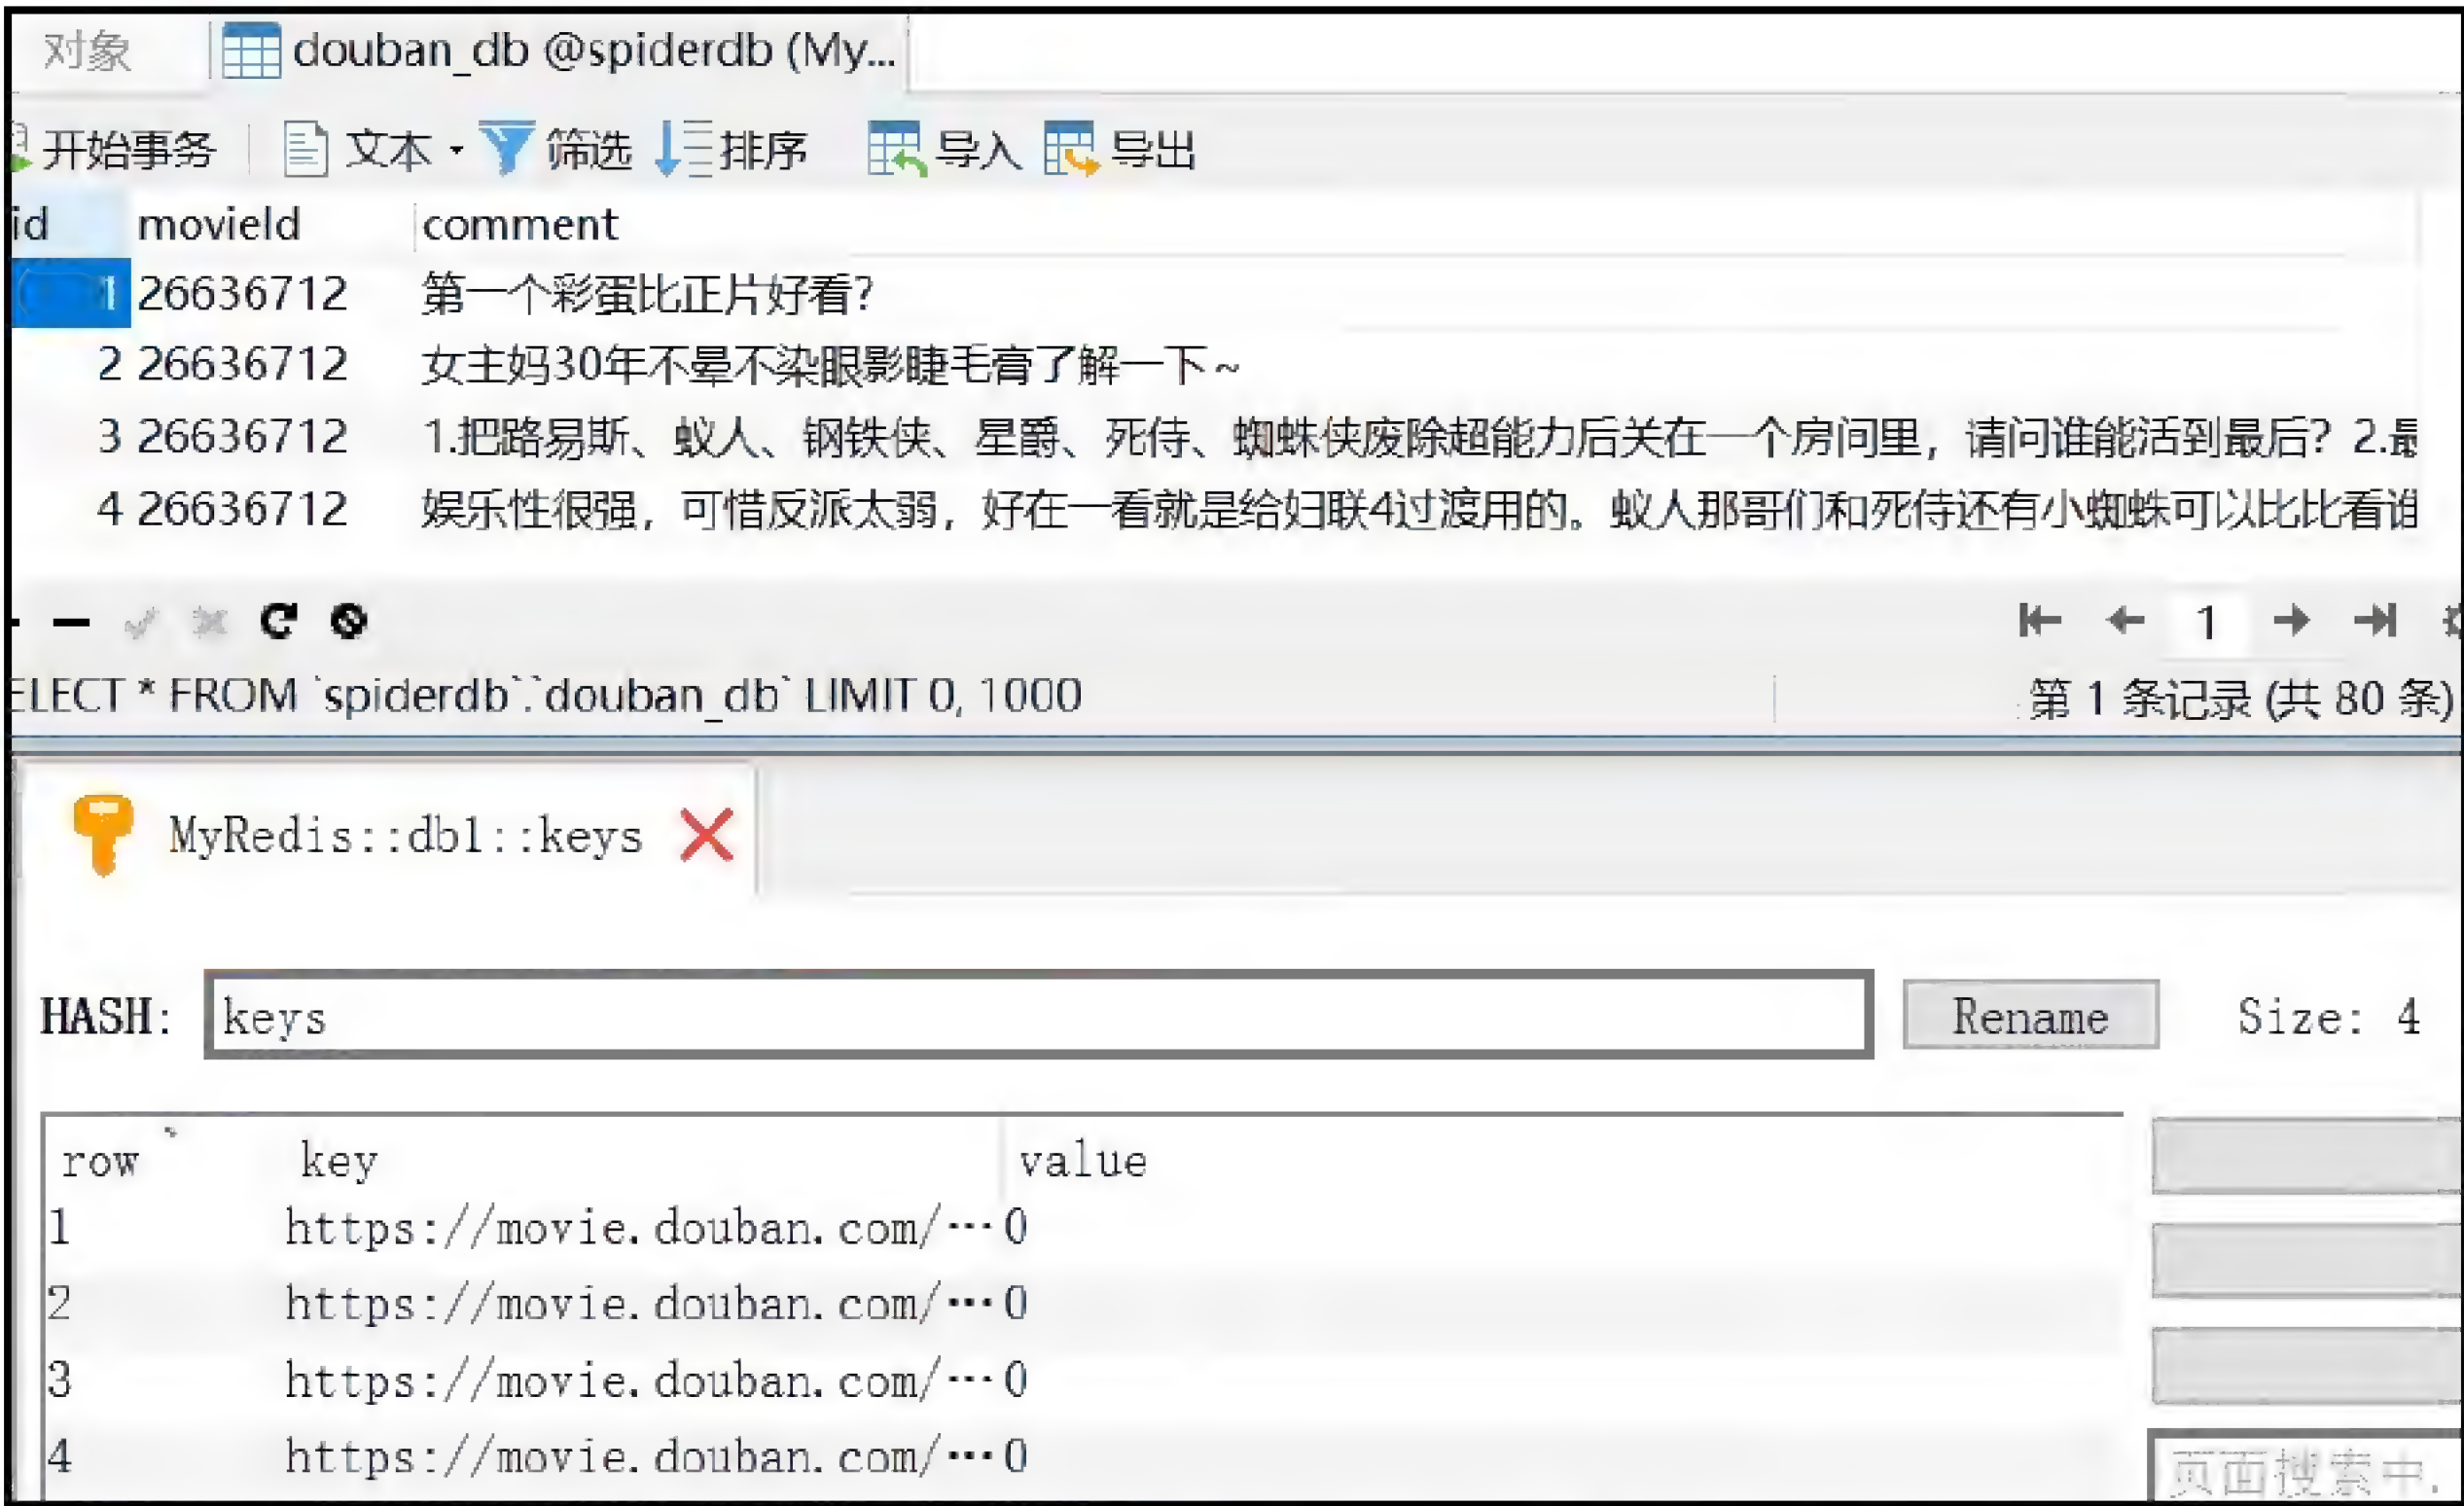 对象 douban_db @spiderdb (My...
开始事务 文本 筛选 排序 导入 导出
id movieId comment
1 26636712 第一个彩蛋比正片好看?
2 26636712 女主妈30年不晕不染眼影睫毛膏了解一下~
3 26636712 1.把路易斯、蚁人、钢铁侠、星爵、死侍、蜘蛛侠废除超能力后关在一个房间里，请问谁能活到最后？2.最
4 26636712 娱乐性很强，可惜反派太弱，好在一看就是给妇联4过渡用的。蚁人那哥们和死侍还有小蜘蛛可以比比看谁
1
ELECT * FROM `spiderdb`.`douban_db` LIMIT 0, 1000 第 1 条记录 (共 80 条)
MyRedis::db1::keys
HASH: keys Rename Size: 4
row key value
1 https://movie.douban.com/…0
2 https://movie.douban.com/…0
3 https://movie.douban.com/…0
4 https://movie.douban.com/…0
页面搜索中.